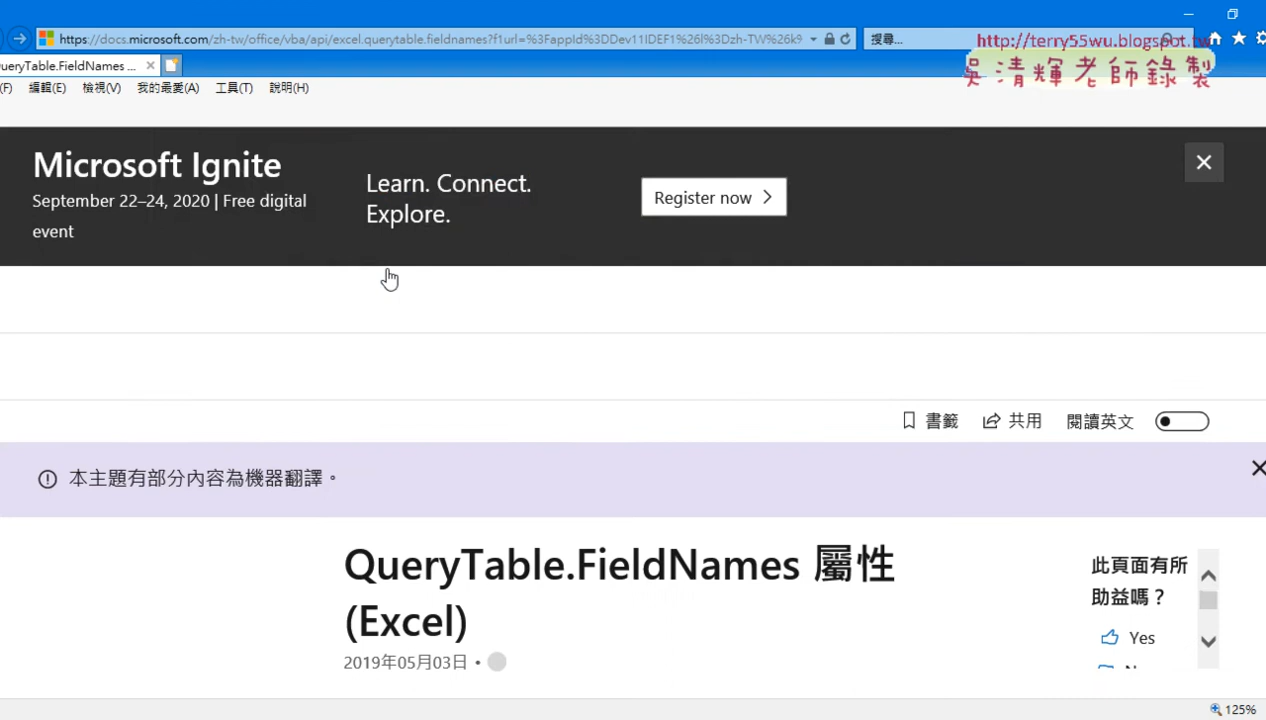 https://docs.microsoft.com/zh-tw/office/vba/api/excel.querytable.fieldnames?f1url=%3FappId%3DDev11IDEF1%26l%3Dzh-TW%26k9
搜尋...
http://terry55wu.blogspot.tw
吳清輝老師錄製
ueryTable.FieldNames ...
(F) 編輯(E) 檢視(V) 我的最愛(A) 工具(T) 說明(H)
Microsoft Ignite
September 22–24, 2020 | Free digital
event
Learn. Connect.
Explore.
Register now
書籤 共用 閱讀英文
本主題有部分內容為機器翻譯。
QueryTable.FieldNames 屬性
(Excel)
2019年05月03日 •
此頁面有所
助益嗎？
Yes
125%